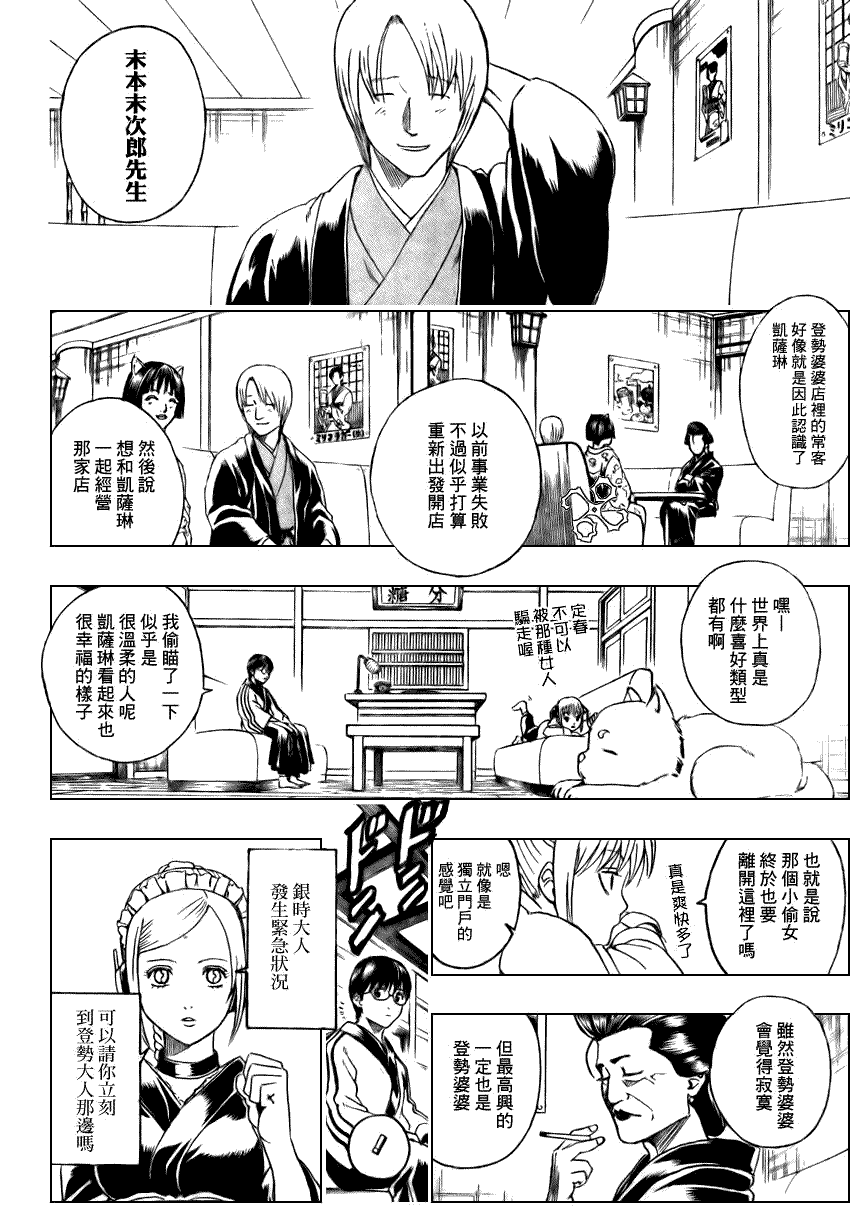 末本末次郎先生
ミリ
登勢婆婆店裡的常客
好像就是因此認識了
凱薩琳
以前事業失敗
不過似乎打算
重新出發開店
然後說
想和凱薩琳
一起經營
那家店
嘿—
世界上真是
什麼喜好類型
都有啊
定春
不可以
被那種女人
騙走喔
糖分
我偷瞄了一下
似乎是
很溫柔的人呢
凱薩琳看起來也
很幸福的樣子
也就是說
那個小偷女
終於也要
離開這裡了嗎
真是爽快多了
嗯
就像是
獨立門戶的
感覺吧
雖然登勢婆婆
會覺得寂寞
但最高興的
一定也是
登勢婆婆
ドドン
！
銀時大人
發生緊急狀況
可以請你立刻
到登勢大人那邊嗎